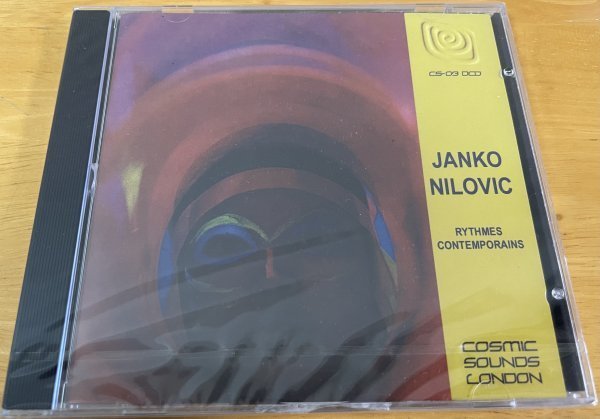 CS-03 DCD
JANKO
NILOVIC
RYTHMES
CONTEMPORAINS
COSMIC
SOUNDS
LONDON